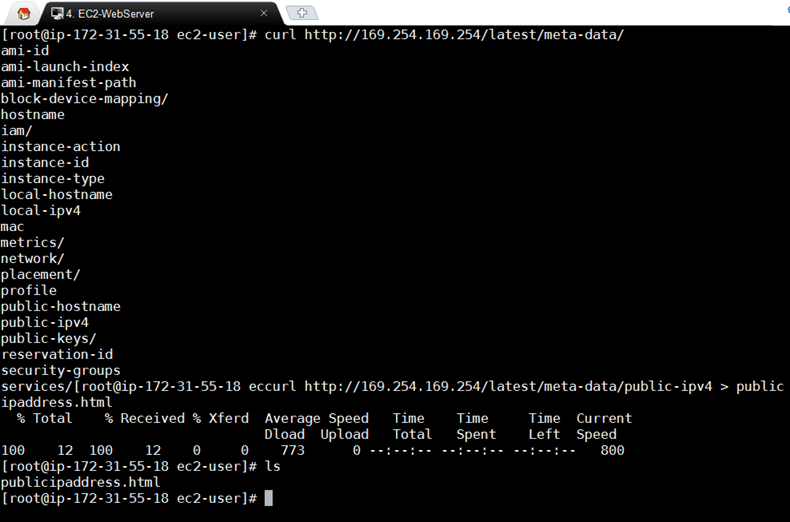 4. EC2-WebServer
[root@ip-172-31-55-18 ec2-user]# curl http://169.254.169.254/latest/meta-data/
ami-id
ami-launch-index
ami-manifest-path
block-device-mapping/
hostname
iam/
instance-action
instance-id
instance-type
local-hostname
local-ipv4
mac
metrics/
network/
placement/
profile
public-hostname
public-ipv4
public-keys/
reservation-id
security-groups
services/[root@ip-172-31-55-18 eccurl http://169.254.169.254/latest/meta-data/public-ipv4 > public
ipaddress.html
  % Total    % Received % Xferd  Average Speed   Time    Time     Time  Current
                                 Dload  Upload   Total   Spent    Left  Speed
100    12  100    12    0     0    773      0 --:--:-- --:--:-- --:--:--   800
[root@ip-172-31-55-18 ec2-user]# ls
publicipaddress.html
[root@ip-172-31-55-18 ec2-user]#